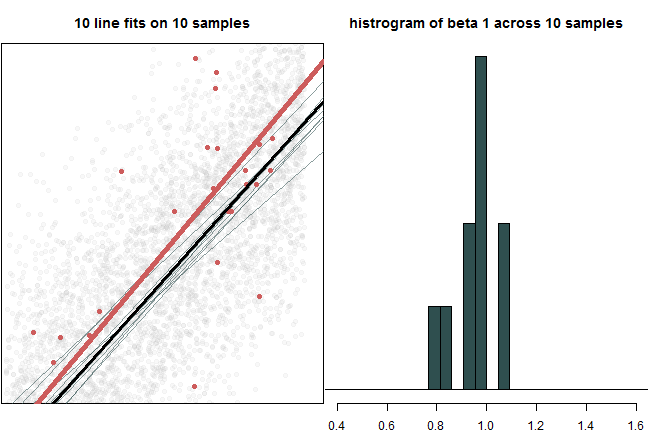 10 line fits on 10 samples
histrogram of beta 1 across 10 samples
0.4 0.6 0.8 1.0 1.2 1.4 1.6